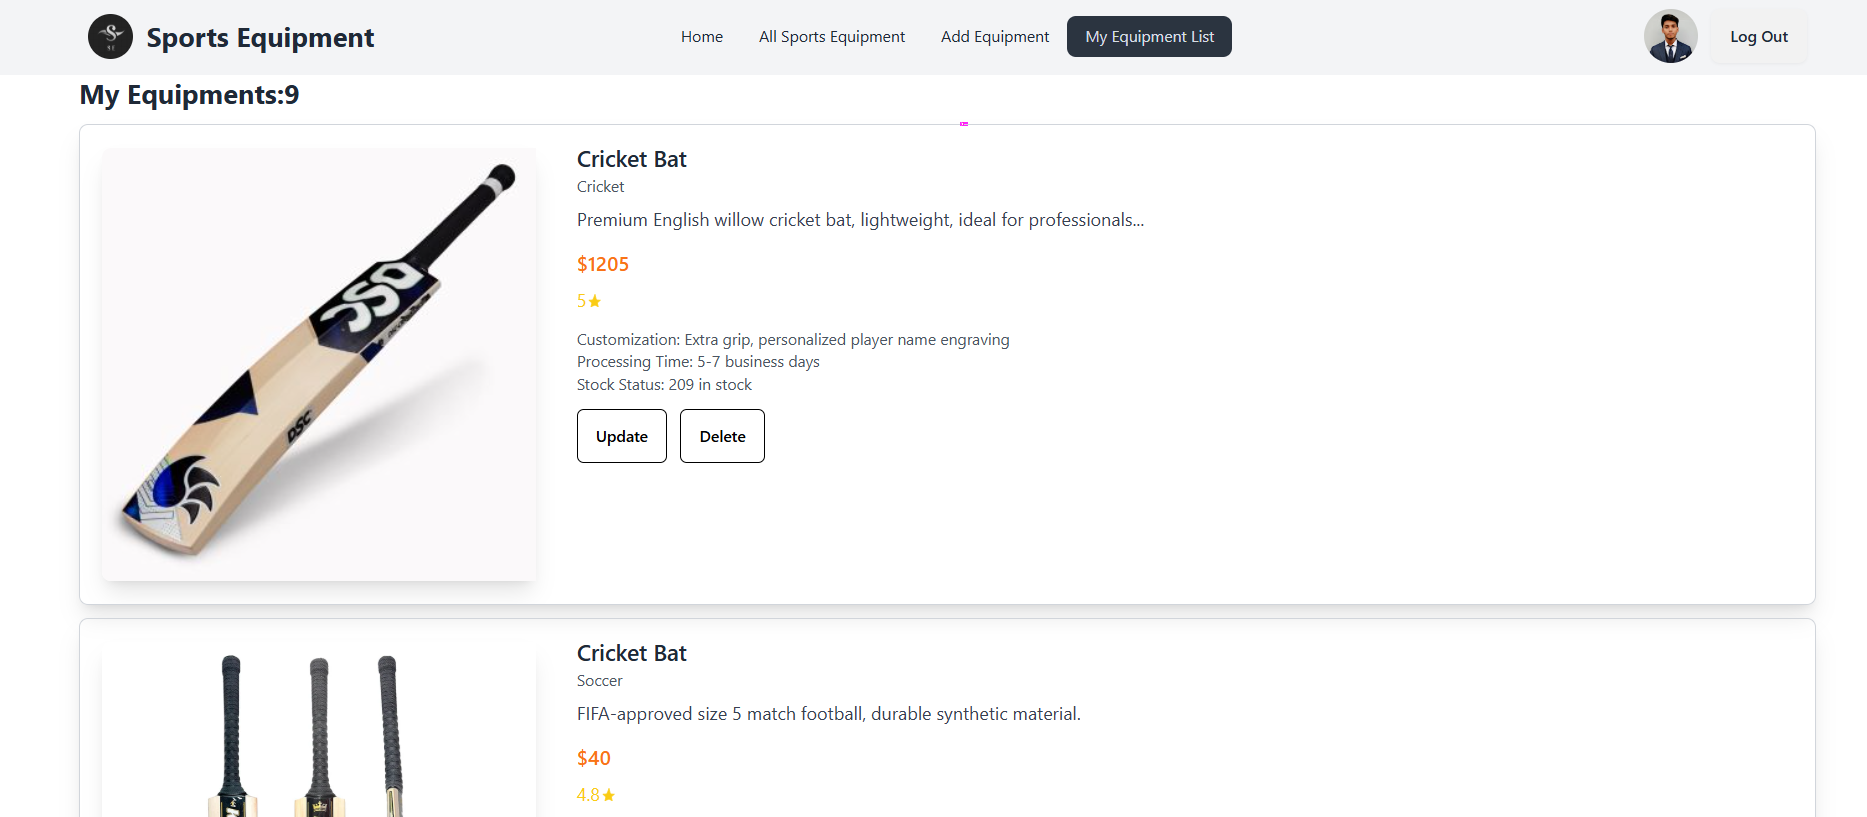 Sports Equipment
Home
All Sports Equipment
Add Equipment
My Equipment List
Log Out
My Equipments:9
Cricket Bat
Cricket
Premium English willow cricket bat, lightweight, ideal for professionals...
$1205
5★
Customization: Extra grip, personalized player name engraving
Processing Time: 5-7 business days
Stock Status: 209 in stock
Update
Delete
DSC
DSC
Cricket Bat
Soccer
FIFA-approved size 5 match football, durable synthetic material.
$40
4.8★